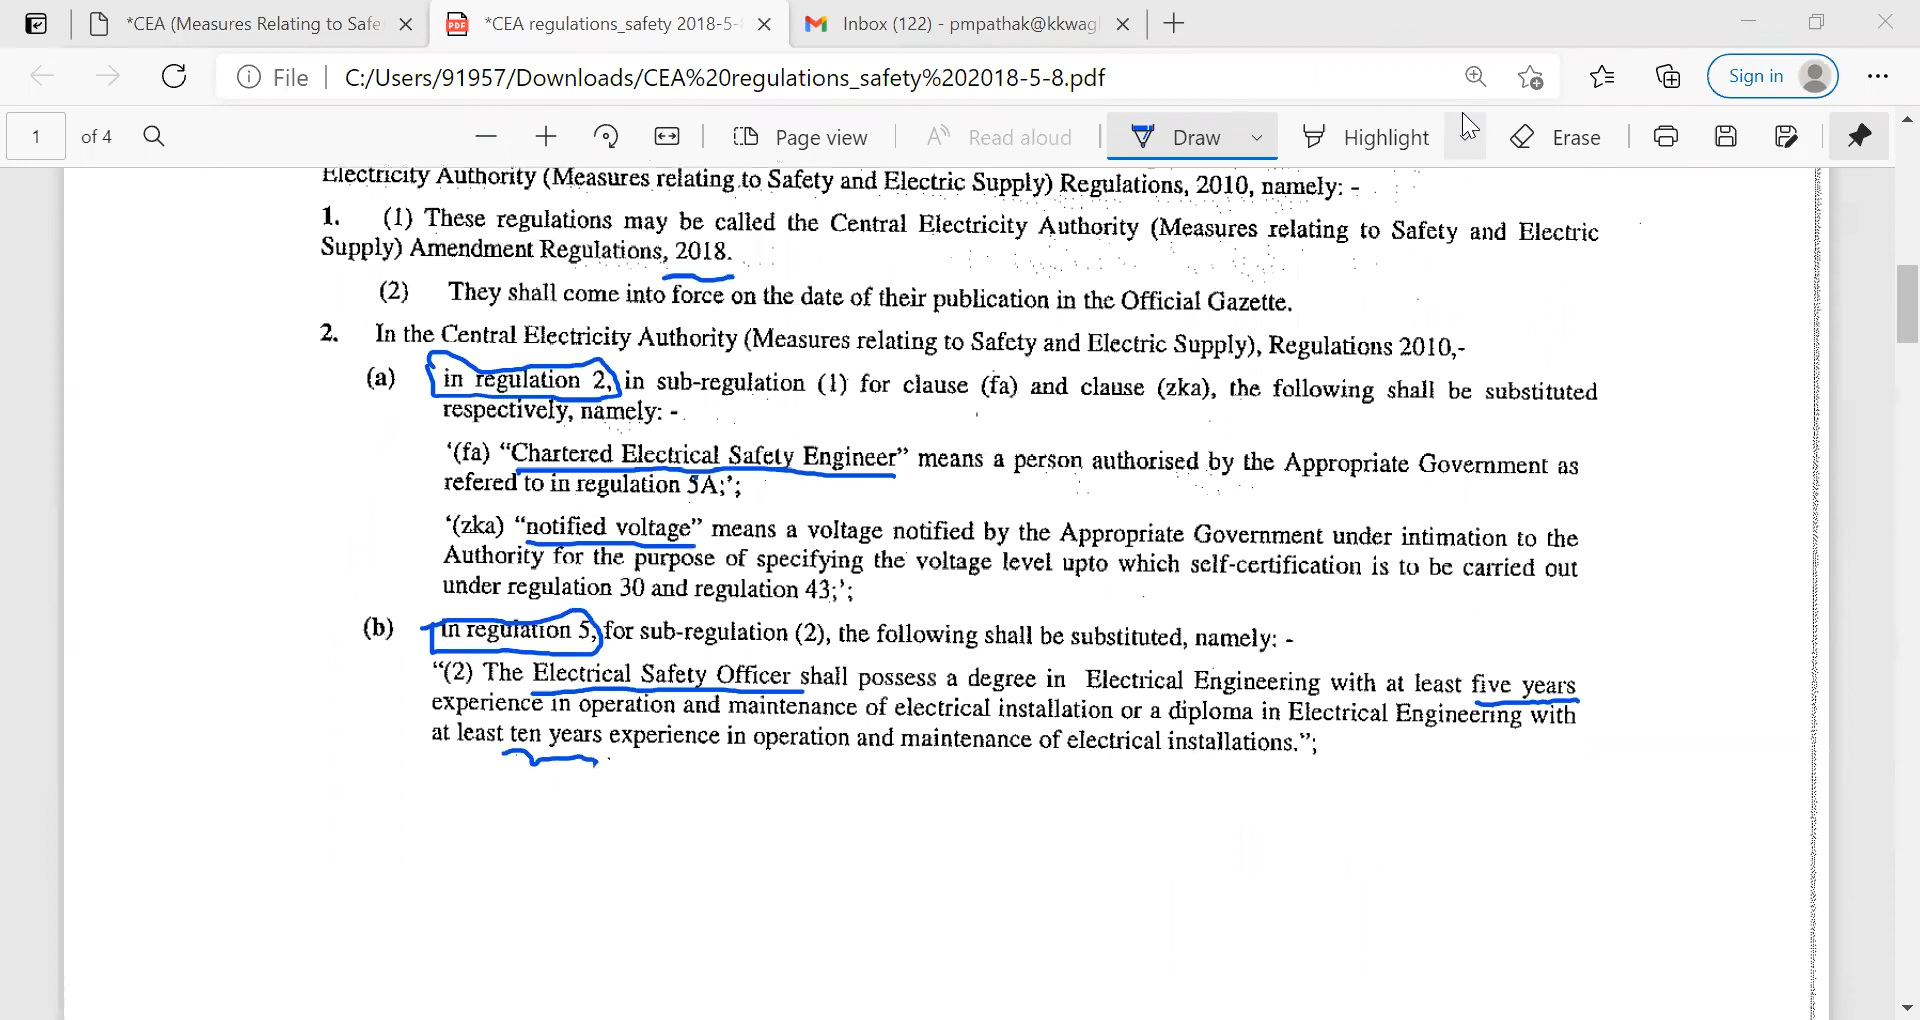 *CEA (Measures Relating to Safe
*CEA regulations_safety 2018-5-
Inbox (122) - pmpathak@kkwag
File
C:/Users/91957/Downloads/CEA%20regulations_safety%202018-5-8.pdf
Sign in
1 of 4
Page view
Read aloud
Draw
Highlight
Erase
Electricity Authority (Measures relating to Safety and Electric Supply) Regulations, 2010, namely: -
1. (1) These regulations may be called the Central Electricity Authority (Measures relating to Safety and Electric
Supply) Amendment Regulations, 2018.
(2) They shall come into force on the date of their publication in the Official Gazette.
2. In the Central Electricity Authority (Measures relating to Safety and Electric Supply), Regulations 2010,-
(a) in regulation 2, in sub-regulation (1) for clause (fa) and clause (zka), the following shall be substituted
respectively, namely: -
‘(fa) “Chartered Electrical Safety Engineer” means a person authorised by the Appropriate Government as
refered to in regulation 5A;’;
‘(zka) “notified voltage” means a voltage notified by the Appropriate Government under intimation to the
Authority for the purpose of specifying the voltage level upto which self-certification is to be carried out
under regulation 30 and regulation 43;’;
(b) in regulation 5, for sub-regulation (2), the following shall be substituted, namely: -
“(2) The Electrical Safety Officer shall possess a degree in Electrical Engineering with at least five years
experience in operation and maintenance of electrical installation or a diploma in Electrical Engineering with
at least ten years experience in operation and maintenance of electrical installations.”;